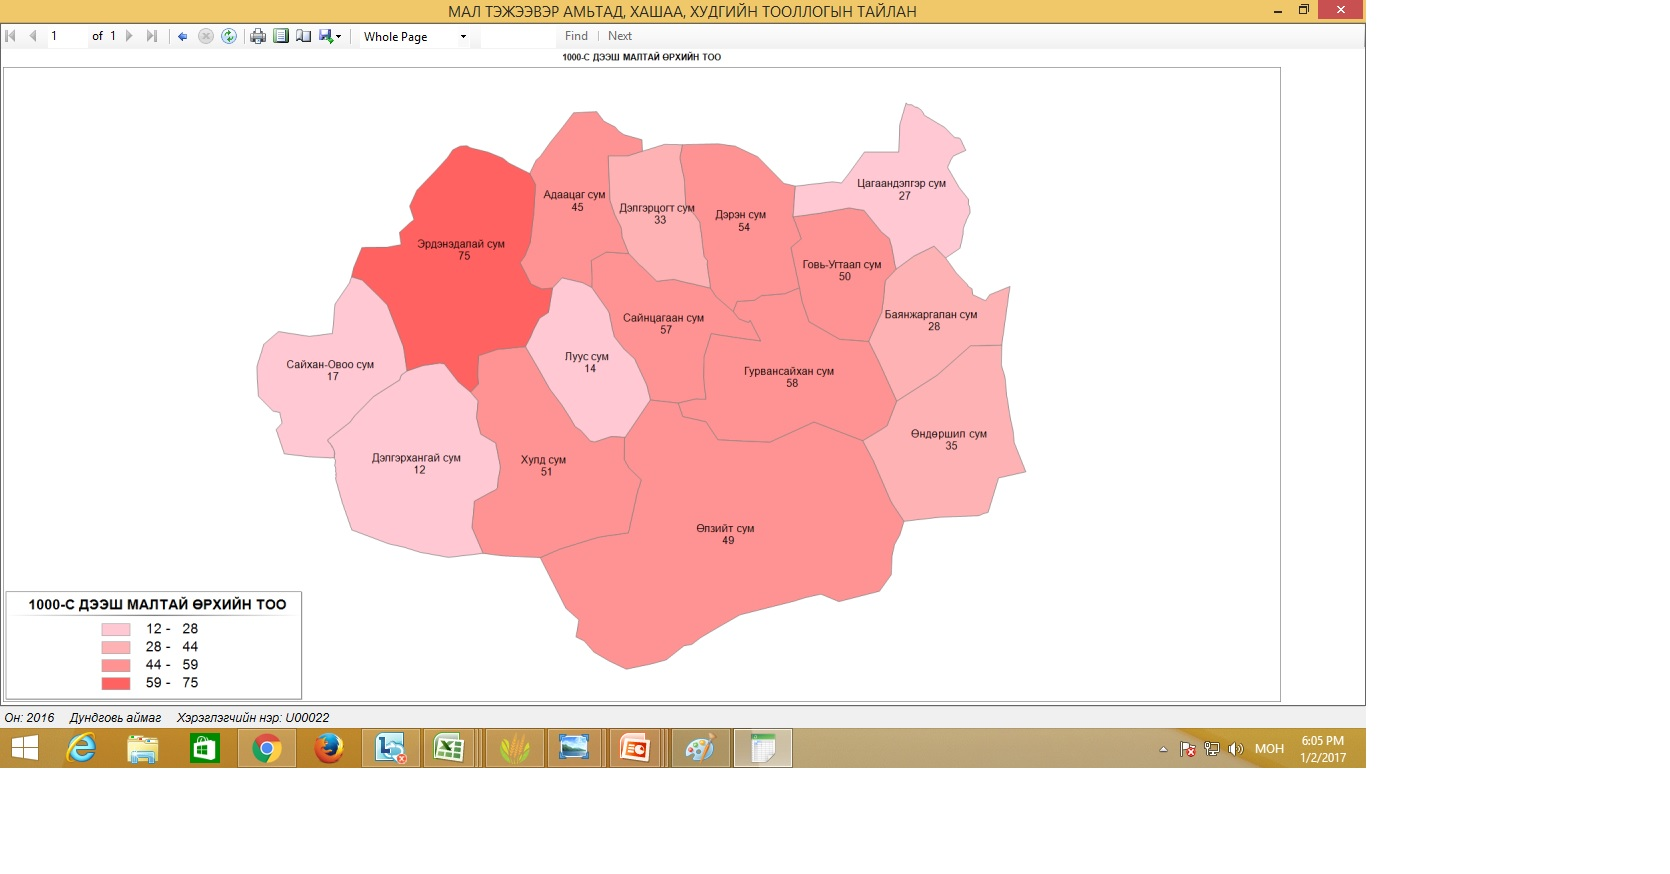 МАЛ ТЭЖЭЭВЭР АМЬТАД, ХАШАА, ХУДГИЙН ТООЛЛОГЫН ТАЙЛАН
1 of 1 Whole Page Find Next
1000-С ДЭЭШ МАЛТАЙ ӨРХИЙН ТОО
Цагаандэлгэр сум
27
Адаацаг сум
45
Дэлгэрцогт сум
33
Дэрэн сум
54
Эрдэнэдалай сум
75
Говь-Угтаал сум
50
Баянжаргалан сум
28
Сайнцагаан сум
57
Луус сум
14
Сайхан-Овоо сум
17
Гурвансайхан сум
58
Өндөршил сум
35
Дэлгэрхангай сум
12
Хулд сум
51
Өлзийт сум
49
1000-С ДЭЭШ МАЛТАЙ ӨРХИЙН ТОО
12 - 28
28 - 44
44 - 59
59 - 75
Он: 2016 Дундговь аймаг Хэрэглэгчийн нэр: U00022
МОН
6:05 PM
1/2/2017